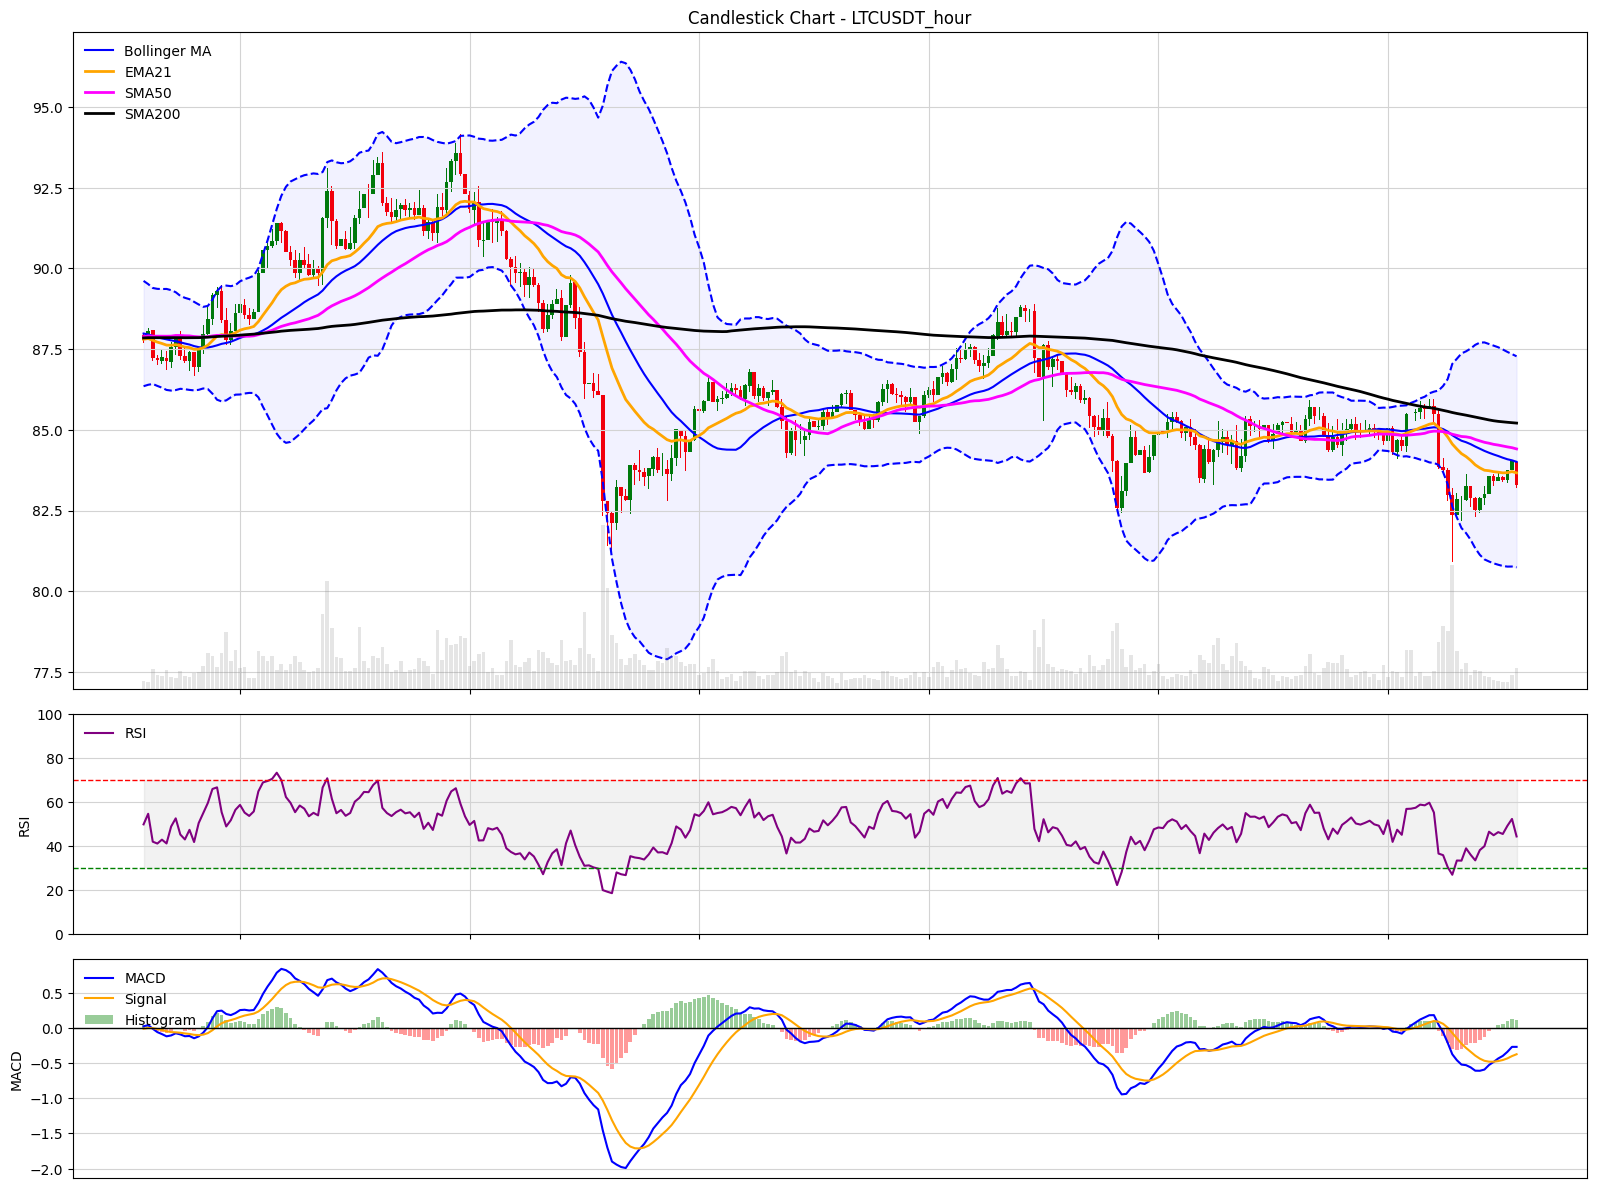 Candlestick Chart - LTCUSDT_hour
Bollinger MA
EMA21
SMA50
SMA200
95.0
92.5
90.0
87.5
85.0
82.5
80.0
77.5
100
RSI
80
60
RSI
40
20
0
MACD
0.5
Signal
Histogram
0.0
MACD
−0.5
−1.0
−1.5
−2.0